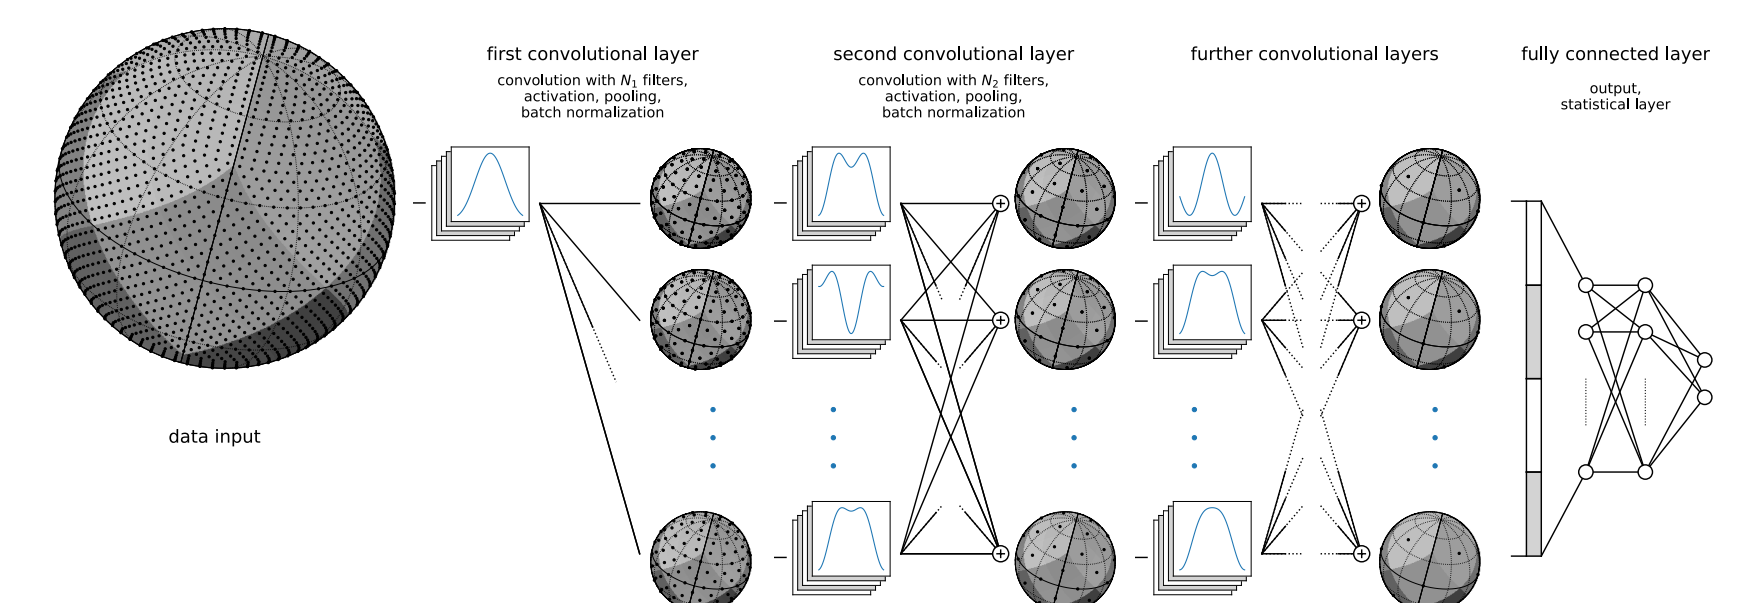 first convolutional layer
convolution with N₁ filters,
activation, pooling,
batch normalization
second convolutional layer
convolution with N₂ filters,
activation, pooling,
batch normalization
further convolutional layers
fully connected layer
output,
statistical layer
data input